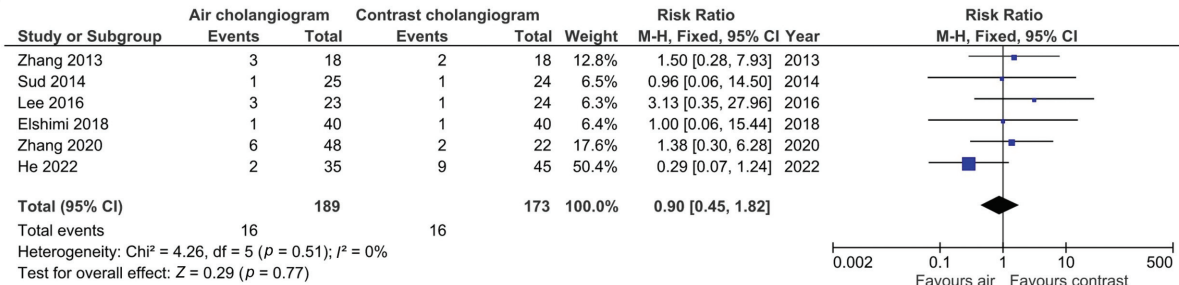 Air cholangiogram Contrast cholangiogram Risk Ratio Risk Ratio
Study or Subgroup Events Total Events Total Weight M-H, Fixed, 95% CI Year M-H, Fixed, 95% CI
Zhang 2013 3 18 2 18 12.8% 1.50 [0.28, 7.93] 2013
Sud 2014 1 25 1 24 6.5% 0.96 [0.06, 14.50] 2014
Lee 2016 3 23 1 24 6.3% 3.13 [0.35, 27.96] 2016
Elshimi 2018 1 40 1 40 6.4% 1.00 [0.06, 15.44] 2018
Zhang 2020 6 48 2 22 17.6% 1.38 [0.30, 6.28] 2020
He 2022 2 35 9 45 50.4% 0.29 [0.07, 1.24] 2022
Total (95% CI) 189 173 100.0% 0.90 [0.45, 1.82]
Total events 16 16
Heterogeneity: Chi² = 4.26, df = 5 (p = 0.51); I² = 0%
Test for overall effect: Z = 0.29 (p = 0.77)
0.002 0.1 1 10 500
Favours air Favours contrast